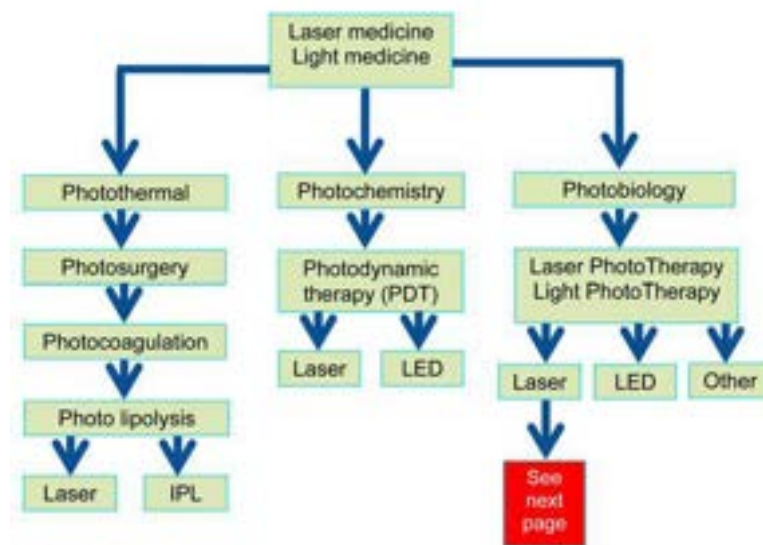 Laser medicine
Light medicine
Photothermal
Photochemistry
Photobiology
Photosurgery
Photodynamic
therapy (PDT)
Laser PhotoTherapy
Light PhotoTherapy
Photocoagulation
Laser
LED
Laser
LED
Other
Photo lipolysis
Laser
IPL
See
next
page